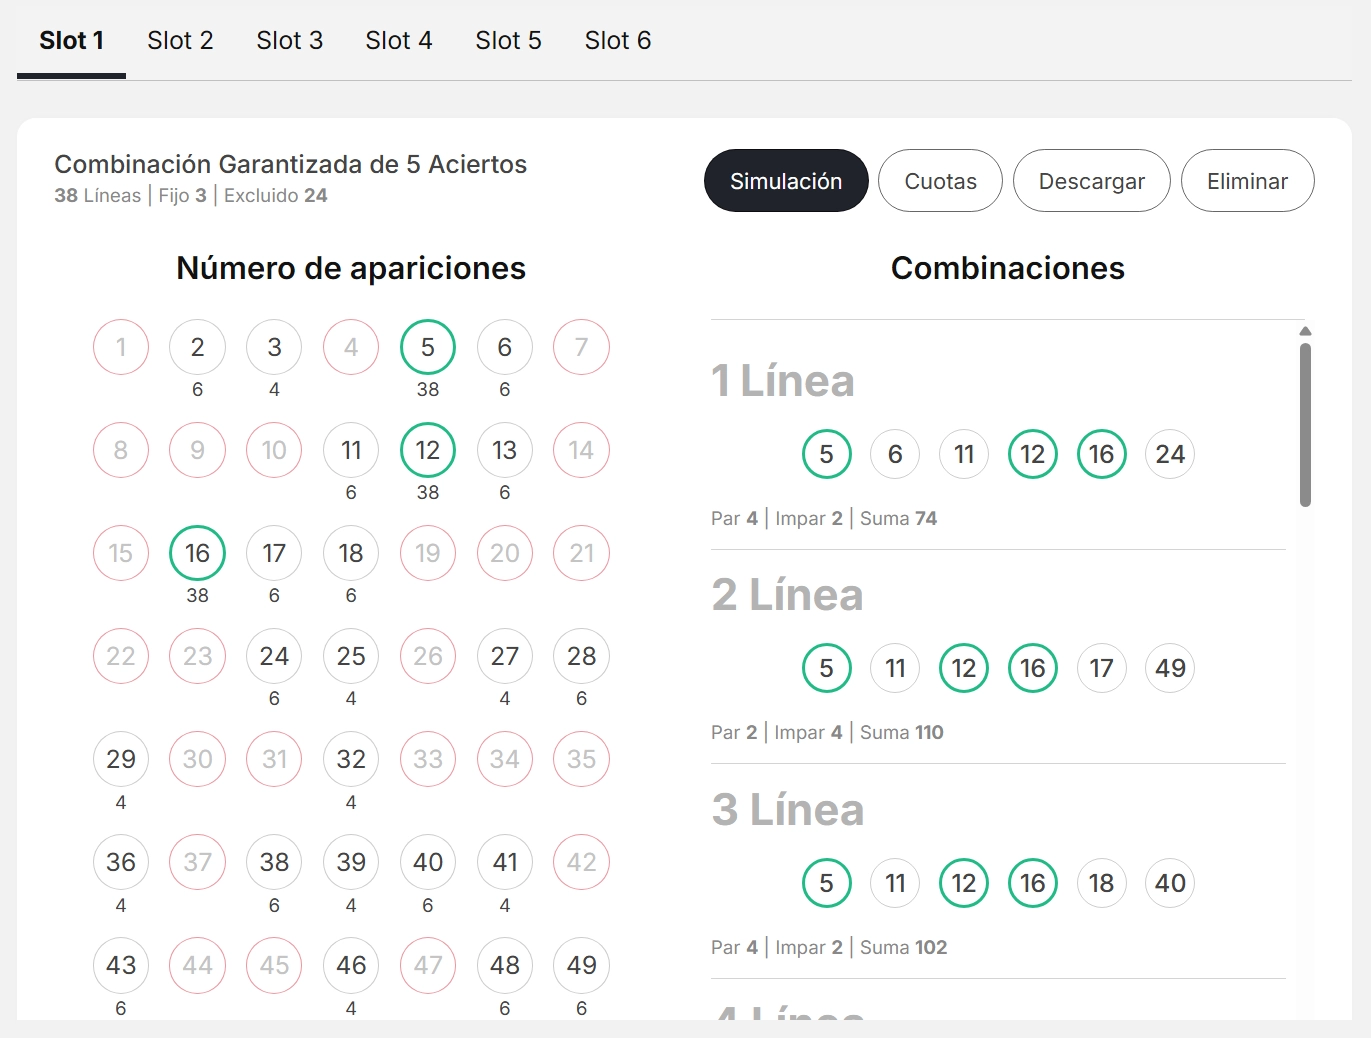 Slot 1 Slot 2 Slot 3 Slot 4 Slot 5 Slot 6
Combinación Garantizada de 5 Aciertos
38 Líneas | Fijo 3 | Excluido 24
Simulación Cuotas Descargar Eliminar
Número de apariciones
1 2 3 4 5 6 7
6 4 38 6
8 9 10 11 12 13 14
6 38 6
15 16 17 18 19 20 21
38 6 6
22 23 24 25 26 27 28
6 4 4 6
29 30 31 32 33 34 35
4 4
36 37 38 39 40 41 42
4 6 4 6 4
43 44 45 46 47 48 49
6 4 6 6
Combinaciones
1 Línea
5 6 11 12 16 24
Par 4 | Impar 2 | Suma 74
2 Línea
5 11 12 16 17 49
Par 2 | Impar 4 | Suma 110
3 Línea
5 11 12 16 18 40
Par 4 | Impar 2 | Suma 102
4 Línea